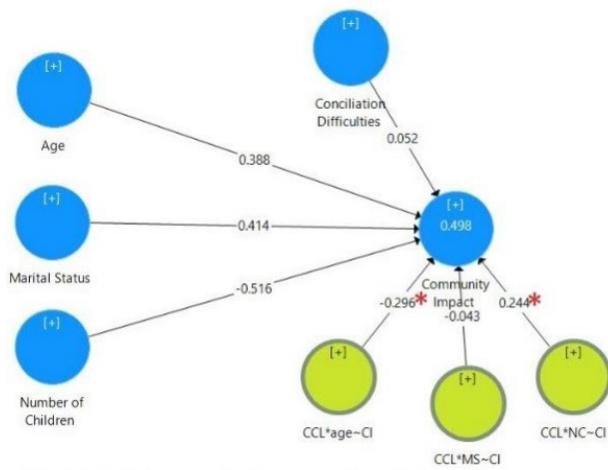 [+]
Age
[+]
Conciliation
Difficulties
0.388
0.052
[+]
Marital Status
0.414
[+]
0.498
Community
Impact
-0.516
[+]
Number of
Children
-0.296*
-0.043
0.244*
[+]
CCL*age~CI
[+]
CCL*MS~CI
[+]
CCL*NC~CI